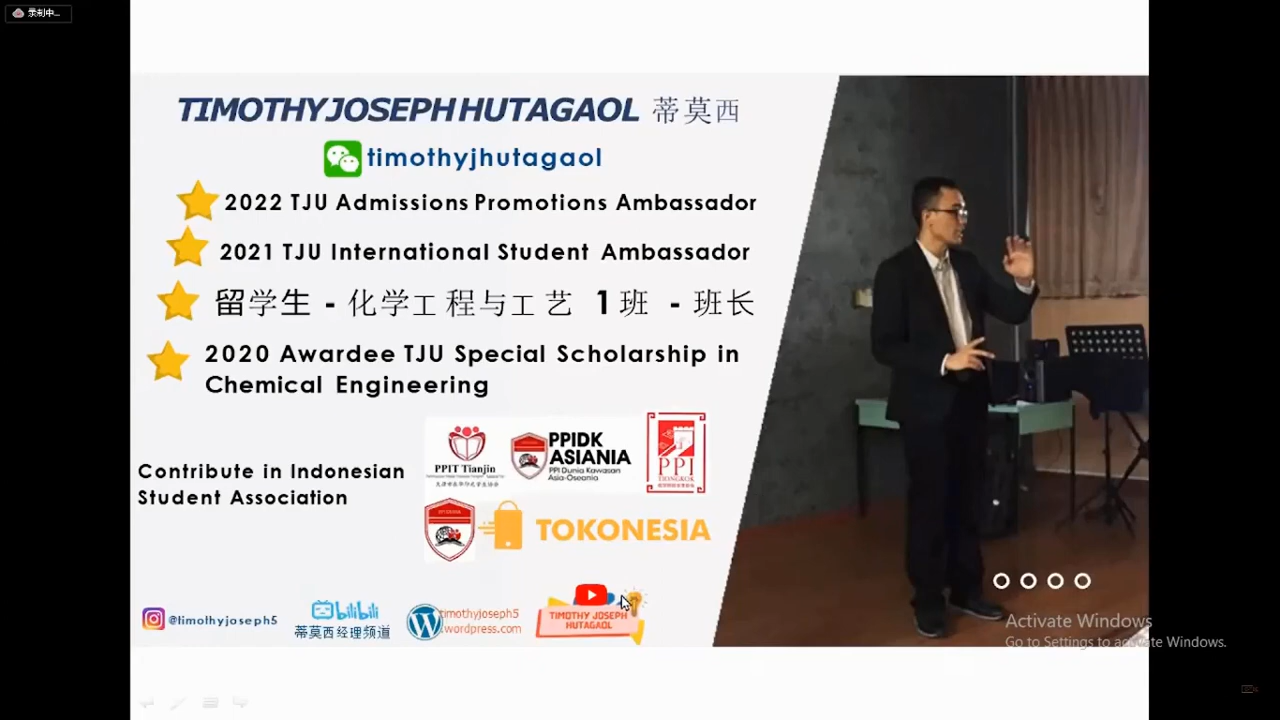 录制中...
TIMOTHY JOSEPH HUTAGAOL 蒂莫西
timothyjhutagaol
2022 TJU Admissions Promotions Ambassador
2021 TJU International Student Ambassador
留学生 - 化学工程与工艺 1班 - 班长
2020 Awardee TJU Special Scholarship in
Chemical Engineering
Contribute in Indonesian
Student Association
PPIT Tianjin
PPIDK
ASIANIA
PPI Dunia Kawasan
Asia-Oseania
PPI
TIONGKOK
TOKONESIA
@timothyjoseph5
bilibili
蒂莫西经理频道
timothyjoseph5
.wordpress.com
TIMOTHY JOSEPH
HUTAGAOL
Activate Windows
Go to Settings to activate Windows.